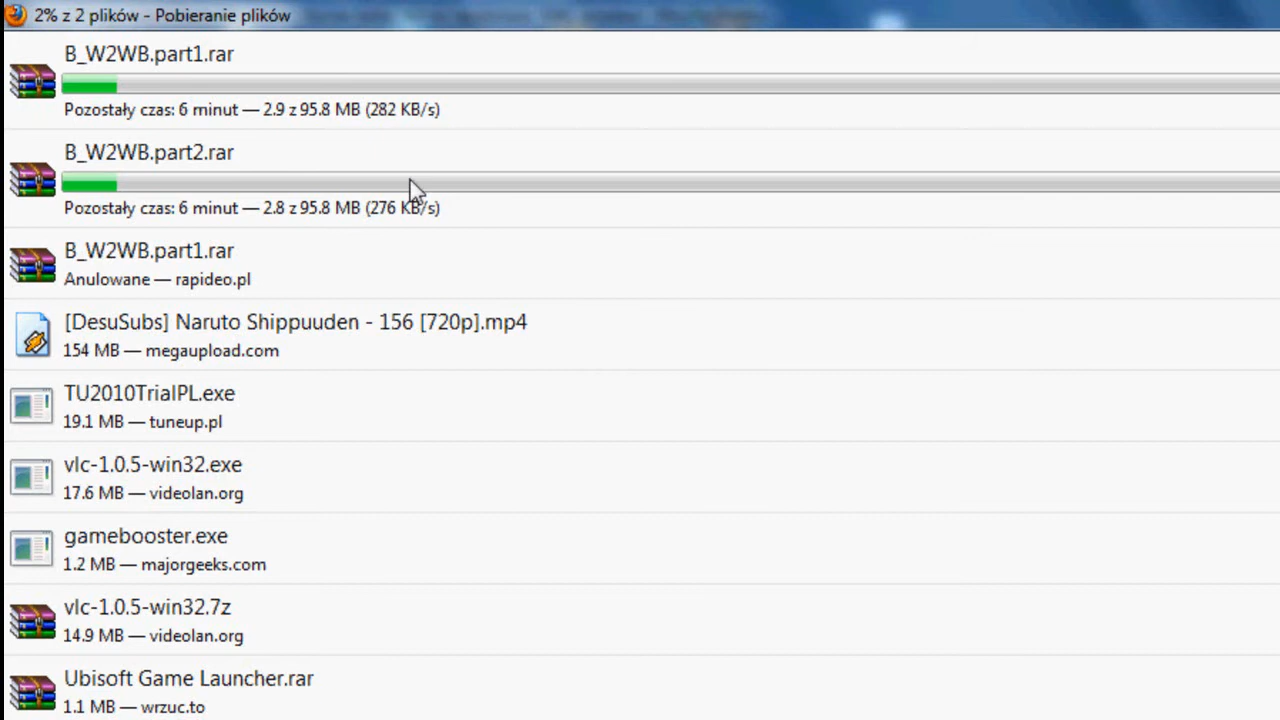 2% z 2 plików - Pobieranie plików
B_W2WB.part1.rar
Pozostały czas: 6 minut — 2.9 z 95.8 MB (282 KB/s)
B_W2WB.part2.rar
Pozostały czas: 6 minut — 2.8 z 95.8 MB (276 KB/s)
B_W2WB.part1.rar
Anulowane — rapideo.pl
[DesuSubs] Naruto Shippuuden - 156 [720p].mp4
154 MB — megaupload.com
TU2010TrialPL.exe
19.1 MB — tuneup.pl
vlc-1.0.5-win32.exe
17.6 MB — videolan.org
gamebooster.exe
1.2 MB — majorgeeks.com
vlc-1.0.5-win32.7z
14.9 MB — videolan.org
Ubisoft Game Launcher.rar
1.1 MB — wrzuc.to